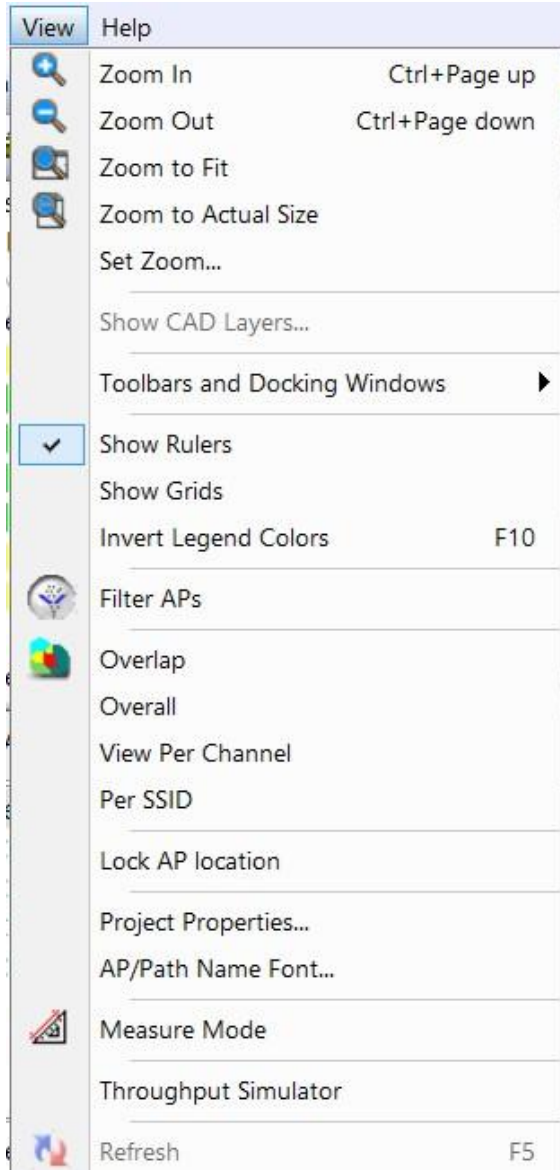 View Help
Zoom In Ctrl+Page up
Zoom Out Ctrl+Page down
Zoom to Fit
Zoom to Actual Size
Set Zoom...
Show CAD Layers...
Toolbars and Docking Windows
Show Rulers
Show Grids
Invert Legend Colors F10
Filter APs
Overlap
Overall
View Per Channel
Per SSID
Lock AP location
Project Properties...
AP/Path Name Font...
Measure Mode
Throughput Simulator
Refresh F5